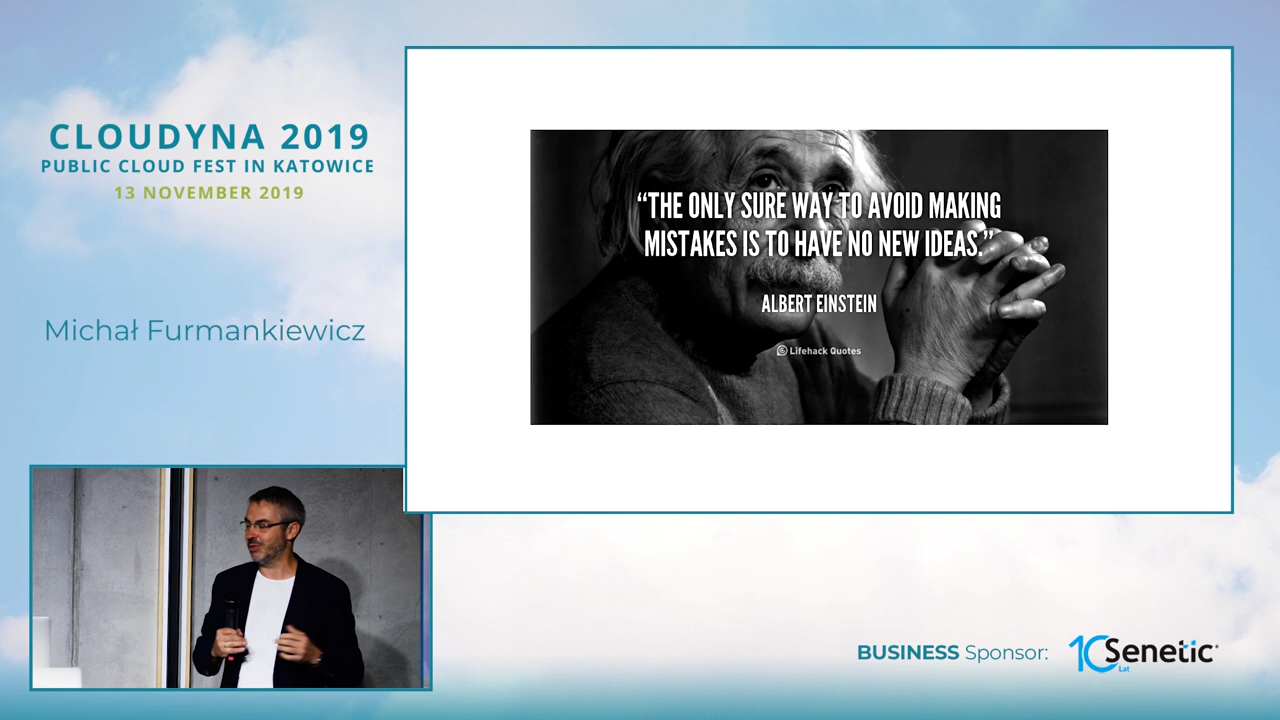 CLOUDYNA 2019
PUBLIC CLOUD FEST IN KATOWICE
13 NOVEMBER 2019
Michał Furmankiewicz
“THE ONLY SURE WAY TO AVOID MAKING
MISTAKES IS TO HAVE NO NEW IDEAS.”
ALBERT EINSTEIN
Lifehack Quotes
BUSINESS Sponsor:
10 Lat Senetic